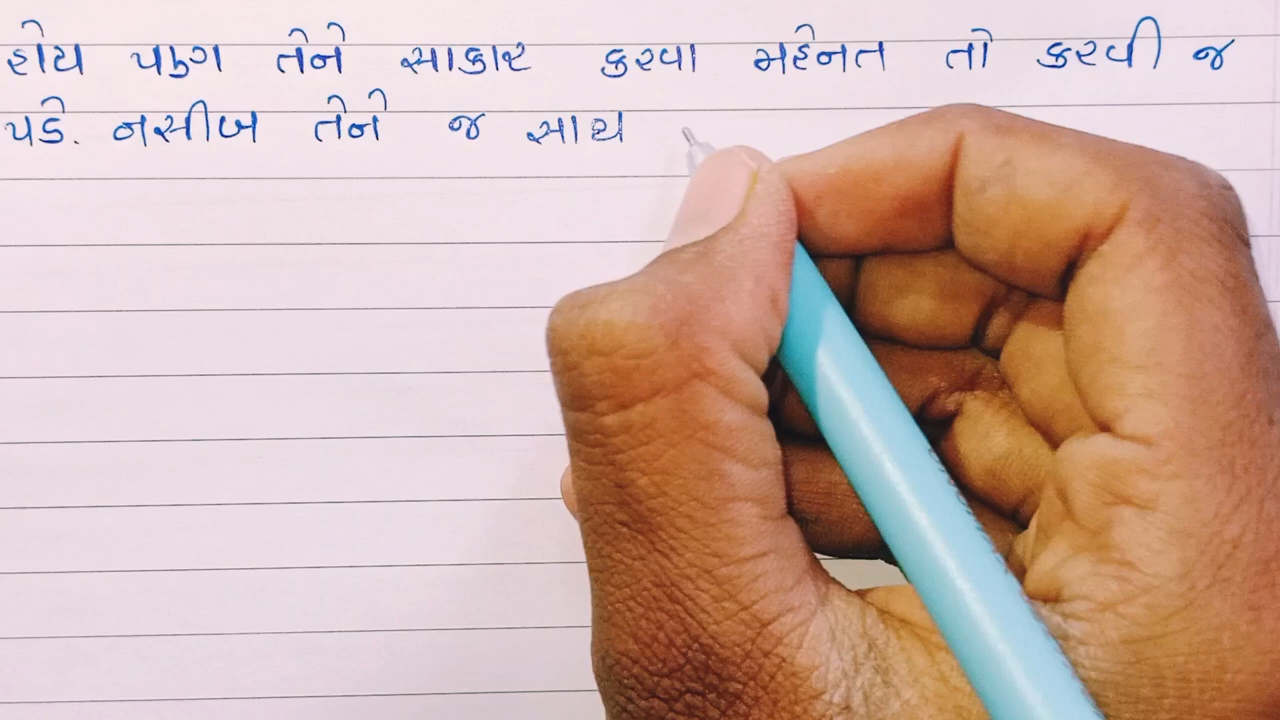 હોય પણ તેને સાકાર કરવા મહેનત તો કરવી જ
પડે. નસીબ તેને જ સાથ